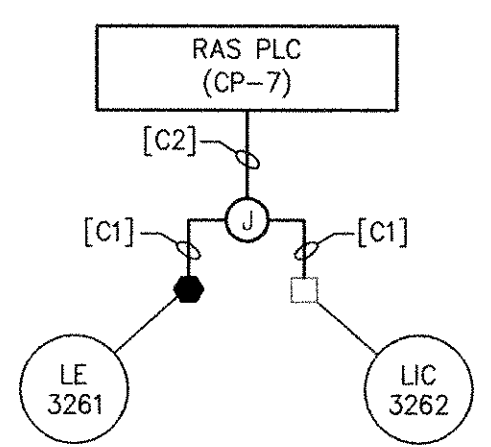 RAS PLC
(CP-7)
[C2]
J
[C1]
[C1]
LE
3261
LIC
3262